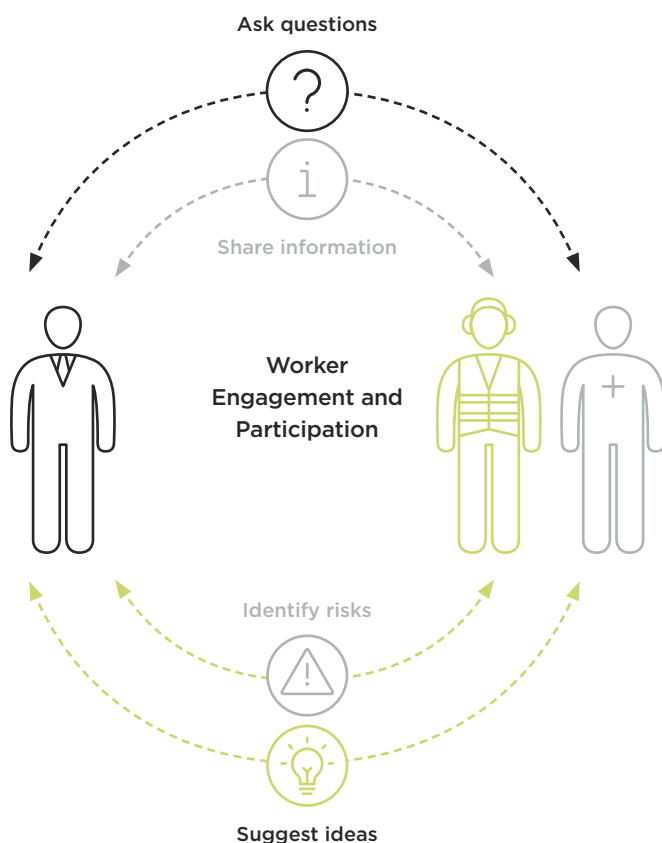 Ask questions
?
i
Share information
Worker
Engagement and
Participation
Identify risks
!
Suggest ideas